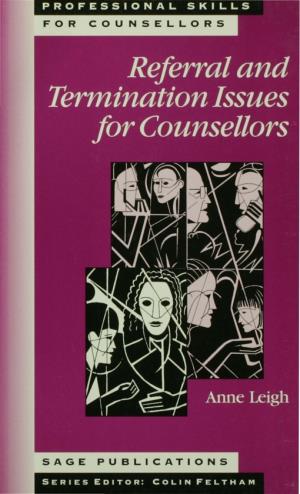 PROFESSIONAL SKILLS
FOR COUNSELLORS
Referral and
Termination Issues
for Counsellors
Anne Leigh
SAGE PUBLICATIONS
SERIES EDITOR: COLIN FELTHAM